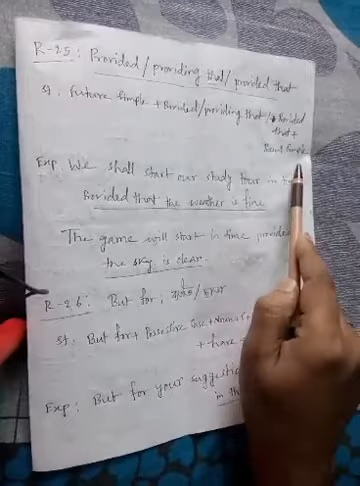 R-25: Provided/providing that/provided that
St: Future Simple + Provided/providing that/Provided
that +
Present Simple
Exp: We shall start our study tour in
Provided that the weather is fine
The game will start in time provided
the sky is clear.
R-26: But for;
St: But for + Possessive Case + Noun +
+ have
Exp: But for your suggestion
in th